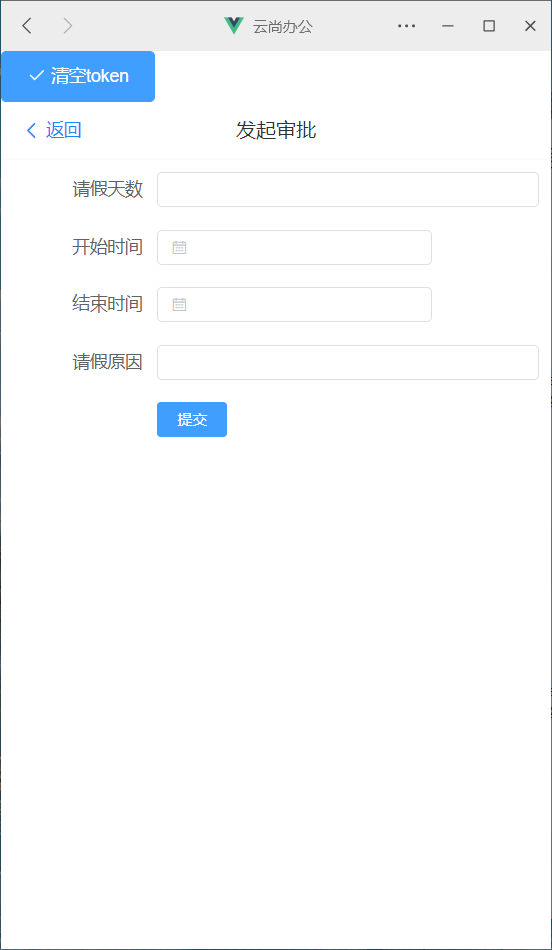 云尚办公
清空token
返回
发起审批
请假天数
开始时间
结束时间
请假原因
提交